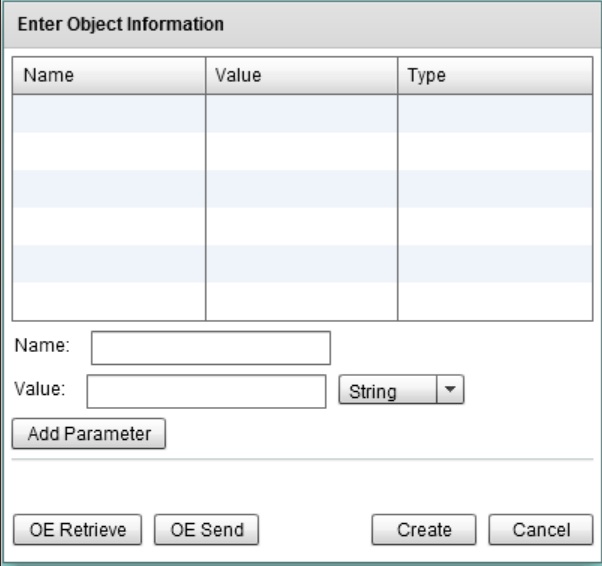 Enter Object Information
Name Value Type
Name:
Value: String
Add Parameter
OE Retrieve OE Send Create Cancel